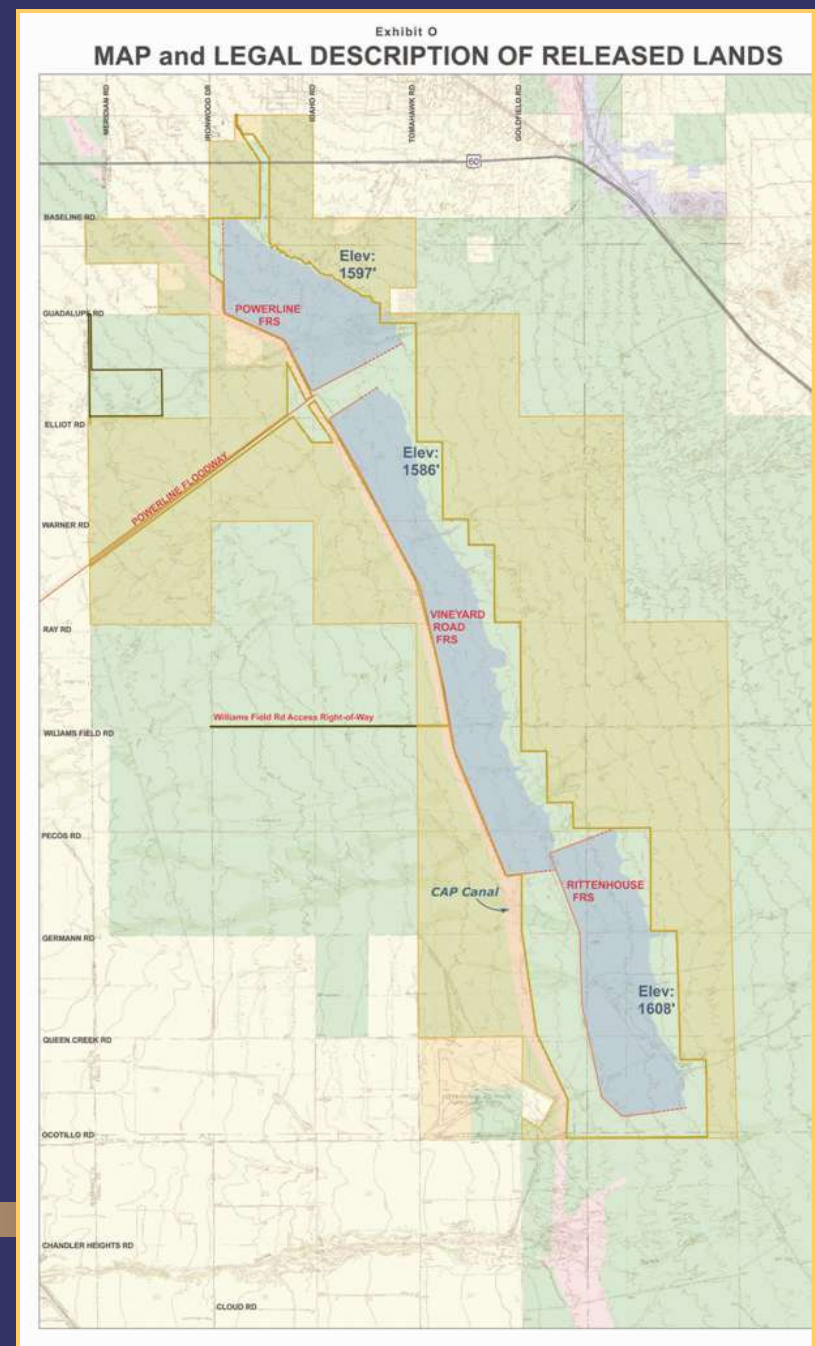 Exhibit O
MAP and LEGAL DESCRIPTION OF RELEASED LANDS
MERIDIAN RD
IRONWOOD DR
IDAHO RD
TOMAHAWK RD
GOLDFIELD RD
60
BASELINE RD
Elev:
1597'
POWERLINE
FRS
GUADALUPE RD
ELLIOT RD
Elev:
1586'
POWERLINE FLOODWAY
WARNER RD
VINEYARD
ROAD
FRS
RAY RD
Williams Field Rd Access Right-of-Way
WILIAMS FIELD RD
PECOS RD
CAP Canal
RITTENHOUSE
FRS
GERMANN RD
Elev:
1608'
QUEEN CREEK RD
OCOTILLO RD
CHANDLER HEIGHTS RD
CLOUD RD